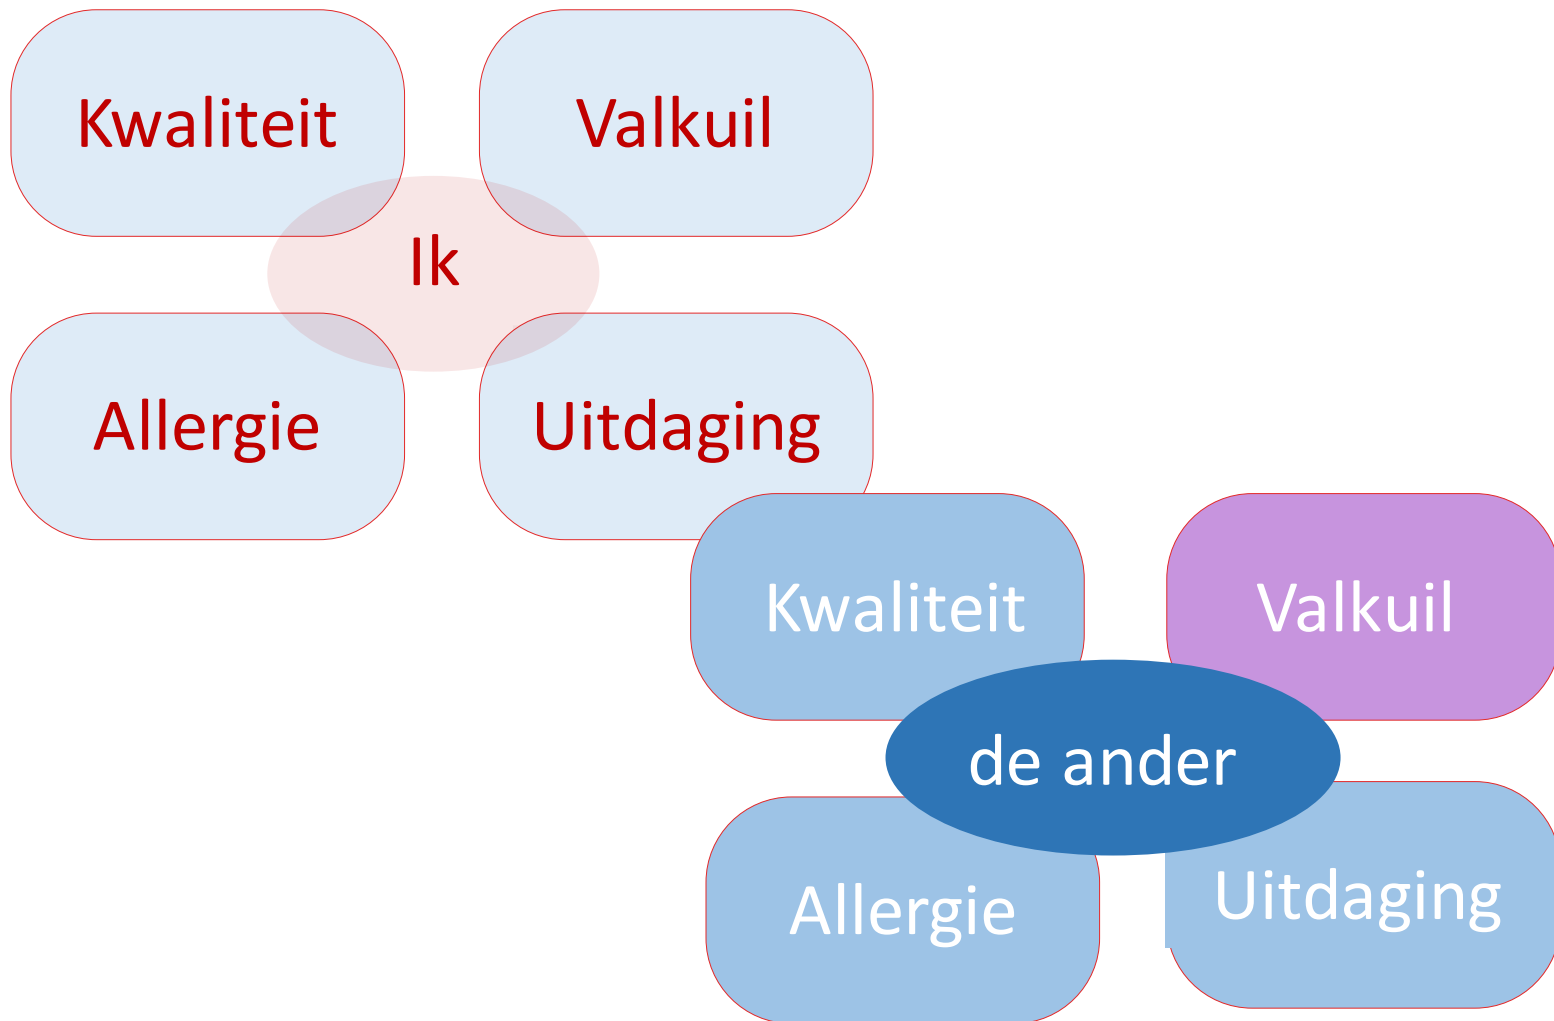 Kwaliteit
Valkuil
Ik
Allergie
Uitdaging
Kwaliteit
Valkuil
de ander
Allergie
Uitdaging